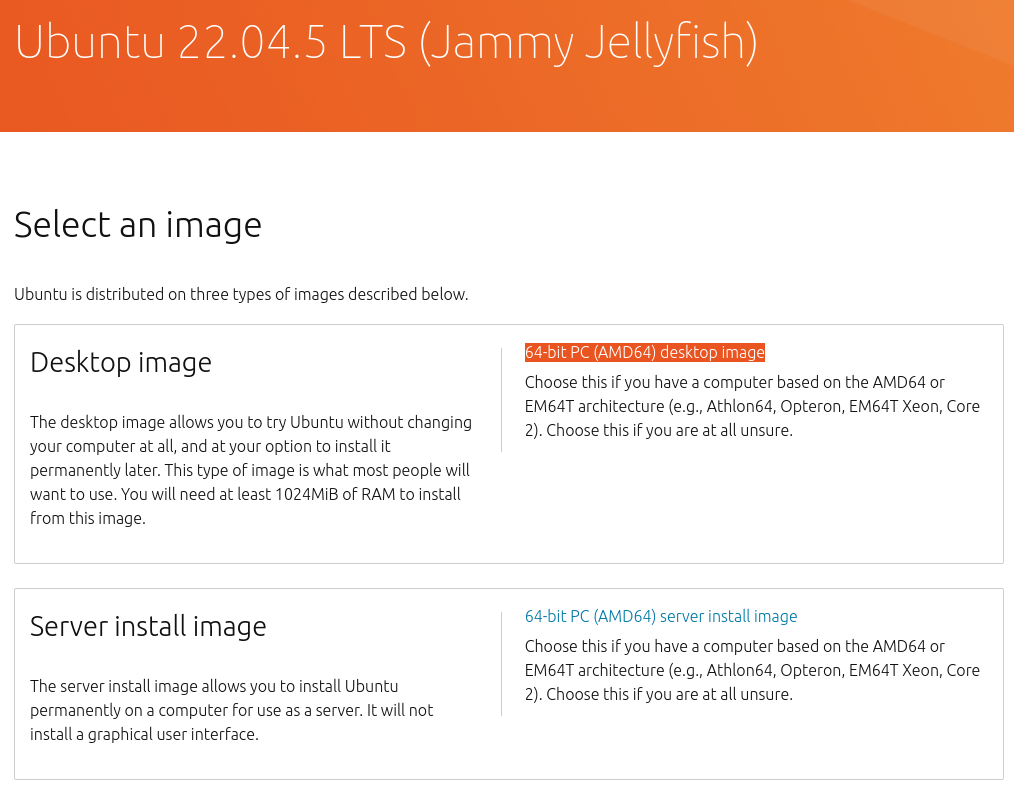 Ubuntu 22.04.5 LTS (Jammy Jellyfish)
Select an image
Ubuntu is distributed on three types of images described below.
Desktop image
The desktop image allows you to try Ubuntu without changing
your computer at all, and at your option to install it
permanently later. This type of image is what most people will
want to use. You will need at least 1024MiB of RAM to install
from this image.
64-bit PC (AMD64) desktop image
Choose this if you have a computer based on the AMD64 or
EM64T architecture (e.g., Athlon64, Opteron, EM64T Xeon, Core
2). Choose this if you are at all unsure.
Server install image
The server install image allows you to install Ubuntu
permanently on a computer for use as a server. It will not
install a graphical user interface.
64-bit PC (AMD64) server install image
Choose this if you have a computer based on the AMD64 or
EM64T architecture (e.g., Athlon64, Opteron, EM64T Xeon, Core
2). Choose this if you are at all unsure.